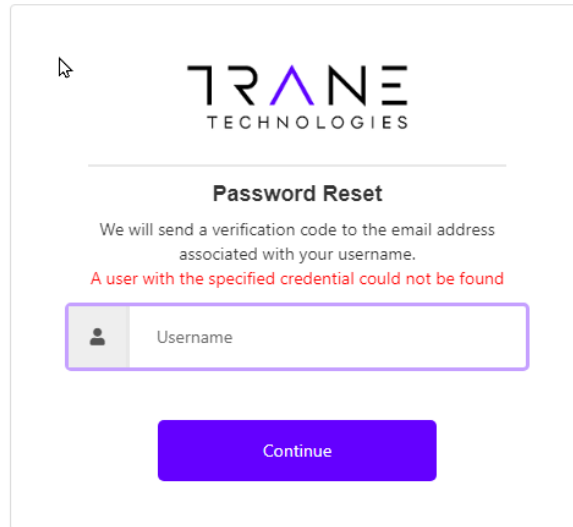 TRANE
TECHNOLOGIES
Password Reset
We will send a verification code to the email address
associated with your username.
A user with the specified credential could not be found
Username
Continue